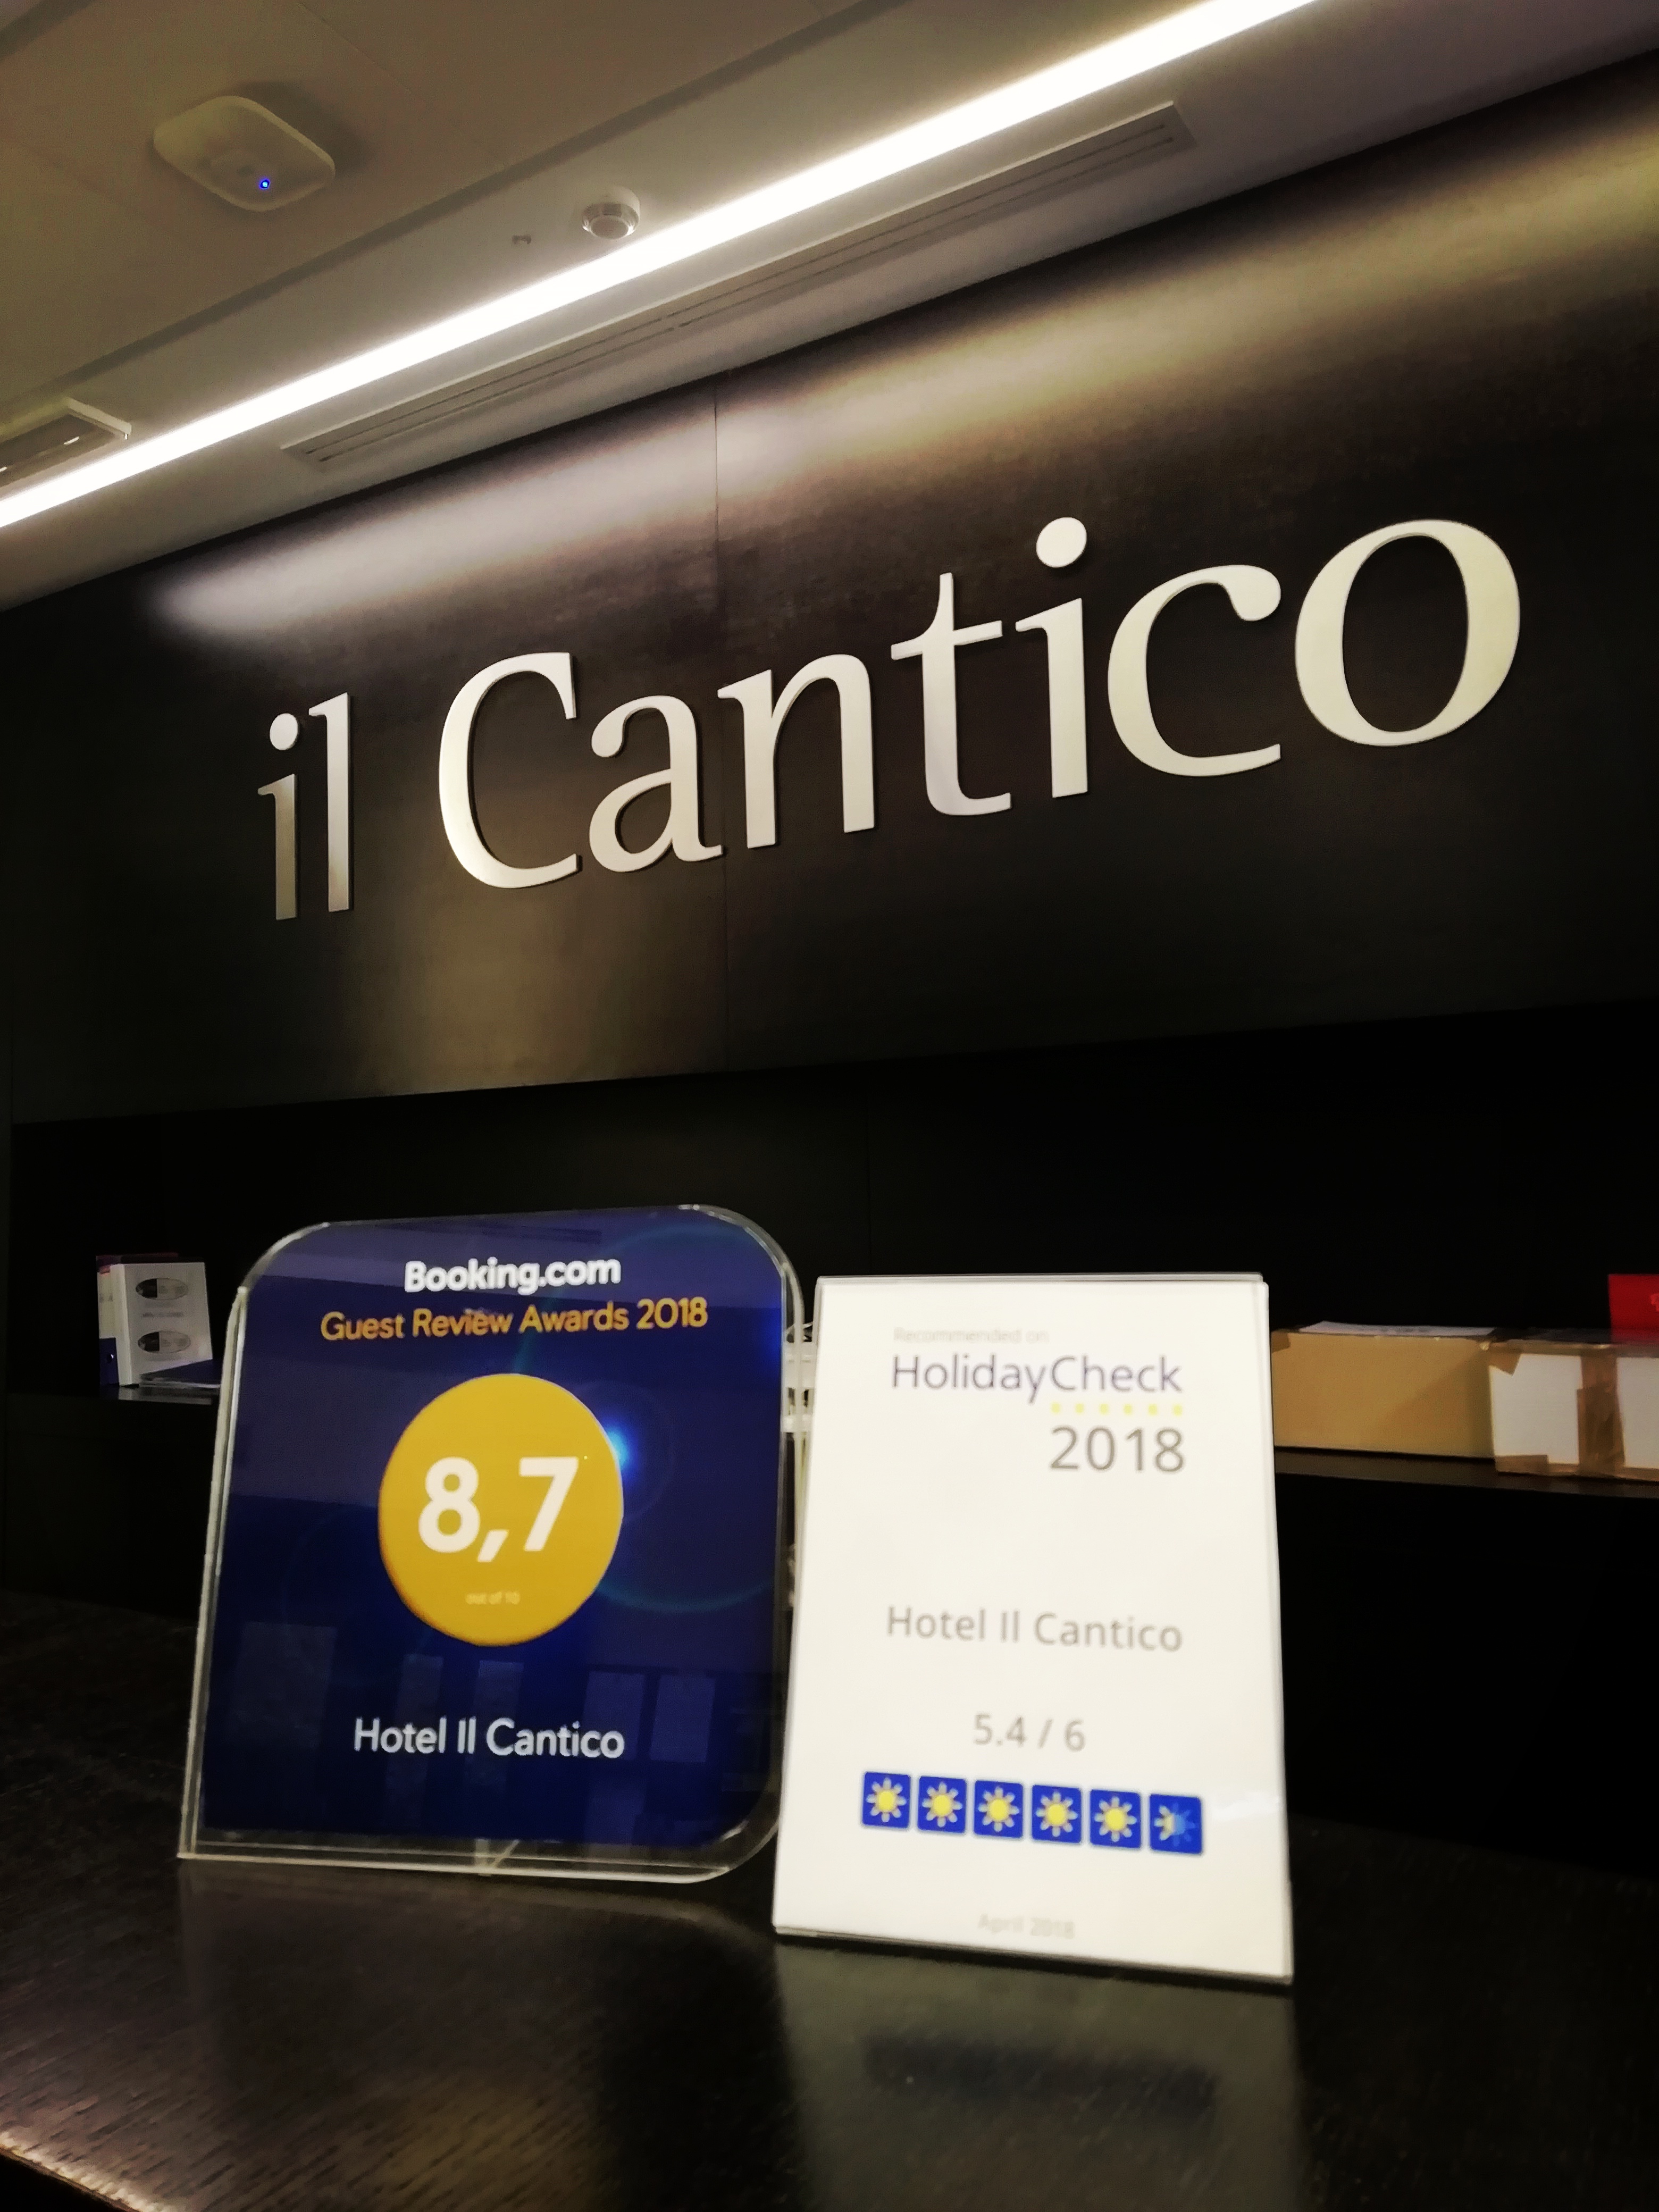 il Cantico
Booking.com
Guest Review Awards 2018
8,7
out of 10
Hotel Il Cantico
Recommended on
HolidayCheck
2018
Hotel Il Cantico
5.4 / 6
April 2018